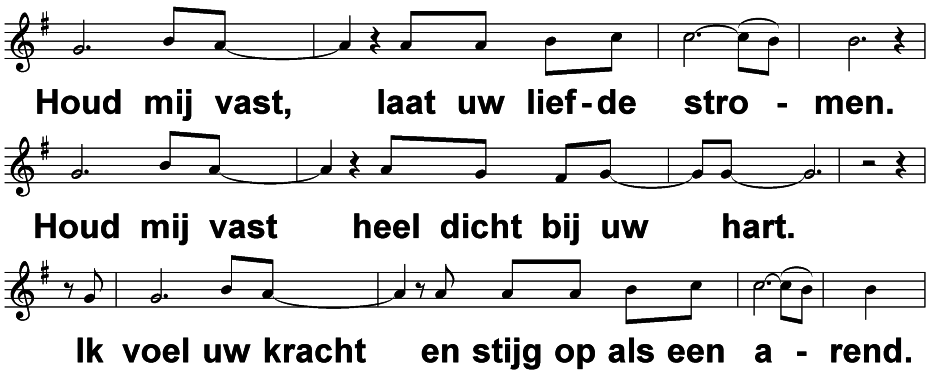 Houd mij vast, laat uw lief-de stro - men.
Houd mij vast heel dicht bij uw hart.
Ik voel uw kracht en stijg op als een a - rend.